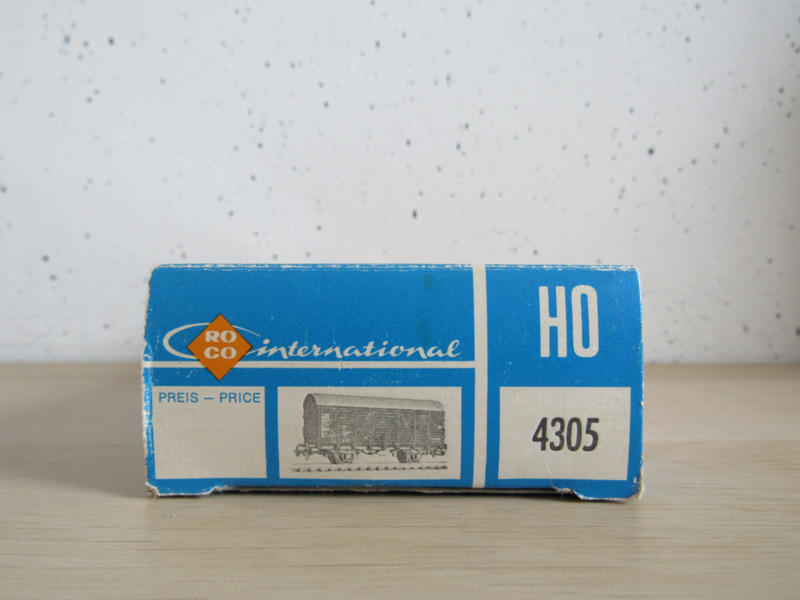 RO
CO
international
HO
PREIS – PRICE
4305